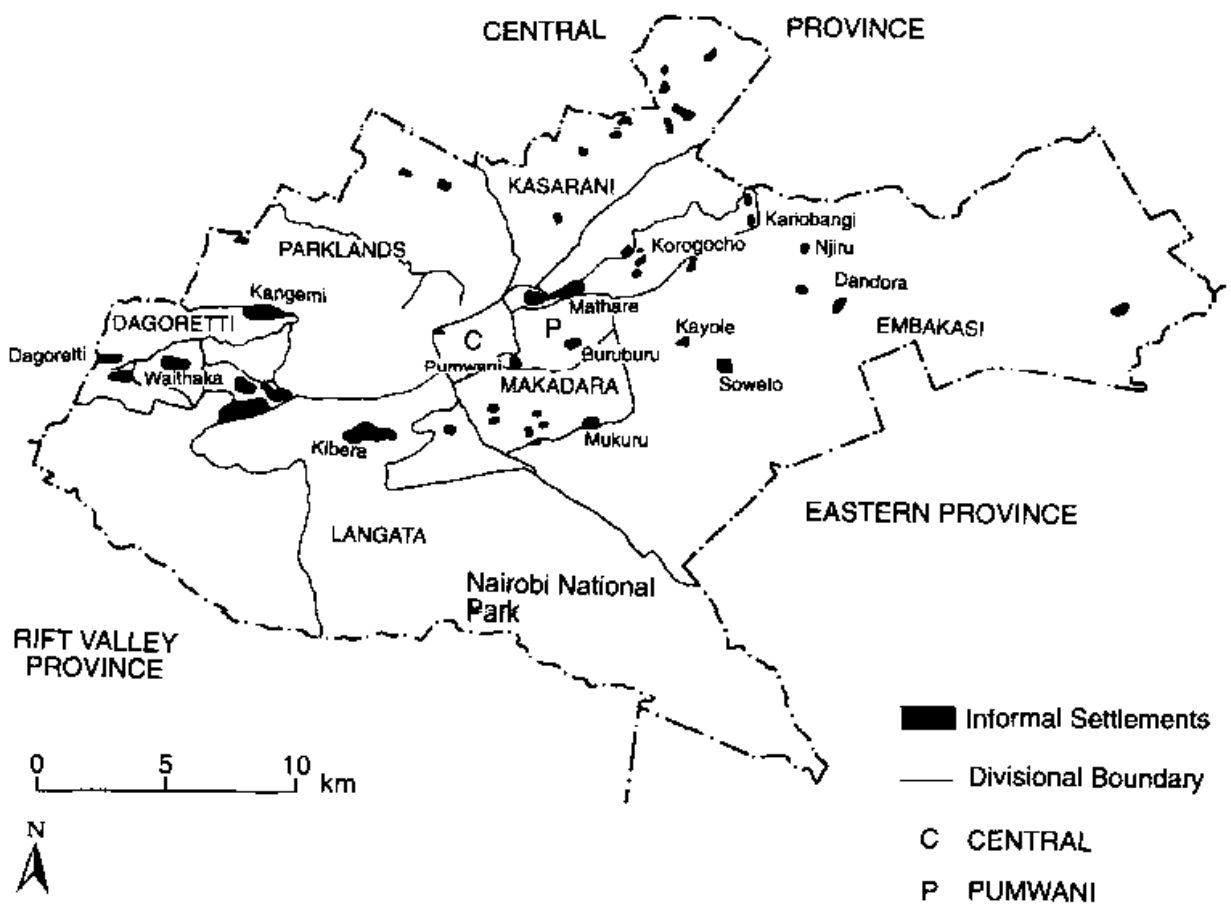 CENTRAL PROVINCE
KASARANI
Kariobangi
Korogocho
Njiru
PARKLANDS
Dandora
Kangemi
Mathare
DAGORETTI
C
P
Kayole
EMBAKASI
Dagoretti
Waithaka
Pumwani
Buruburu
Sowelo
MAKADARA
Kibera
Mukuru
LANGATA
EASTERN PROVINCE
Nairobi National
Park
RIFT VALLEY
PROVINCE
Informal Settlements
0 5 10 km
Divisional Boundary
N
C CENTRAL
P PUMWANI